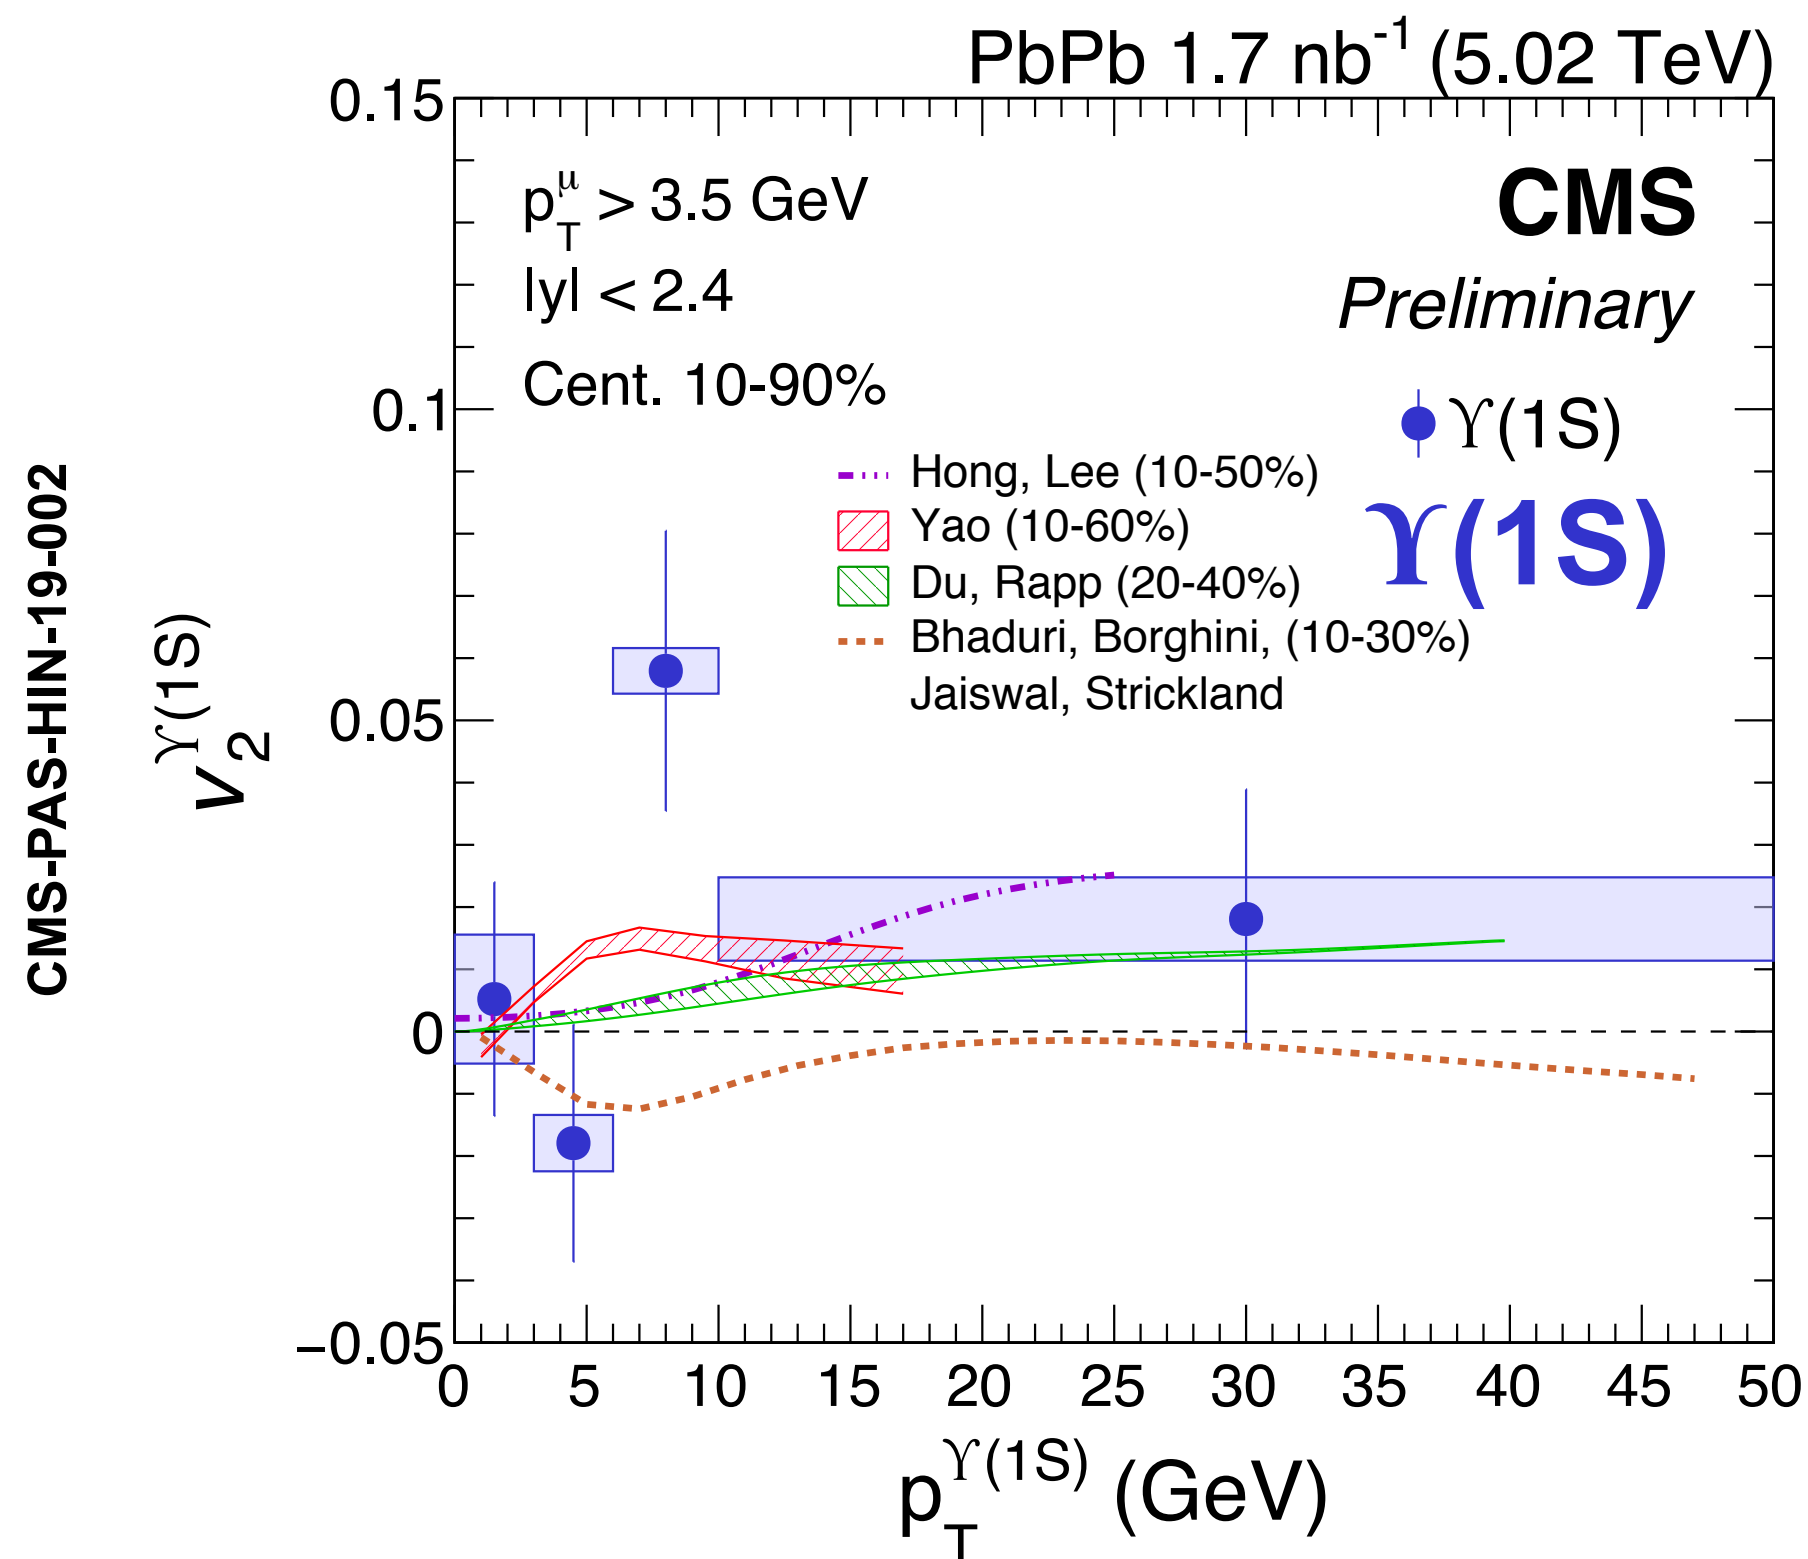 PbPb 1.7 nb⁻¹ (5.02 TeV)
CMS
Preliminary
p_T^μ > 3.5 GeV
|y| < 2.4
Cent. 10-90%
ϒ(1S)
ϒ(1S)
Hong, Lee (10-50%)
Yao (10-60%)
Du, Rapp (20-40%)
Bhaduri, Borghini, (10-30%)
Jaiswal, Strickland
CMS-PAS-HIN-19-002
v_2^ϒ(1S)
0.15
0.1
0.05
0
−0.05
0 5 10 15 20 25 30 35 40 45 50
p_T^ϒ(1S) (GeV)